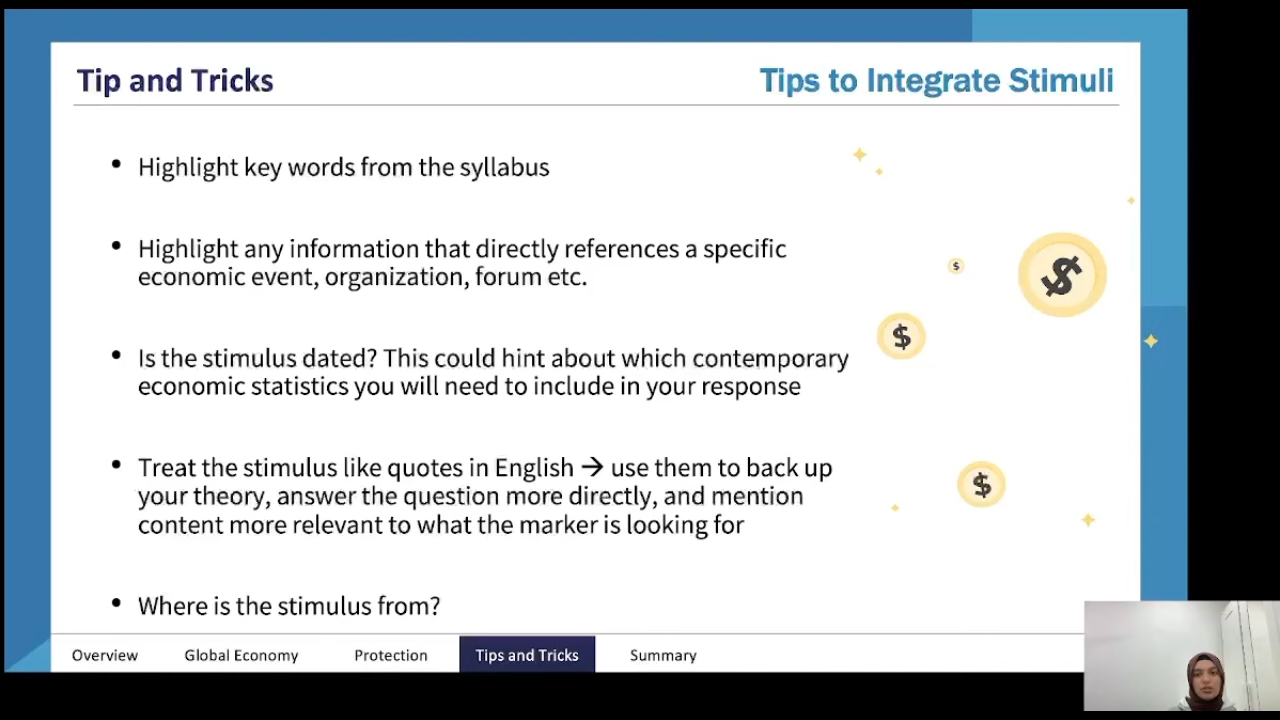 Tip and Tricks
Tips to Integrate Stimuli
• Highlight key words from the syllabus
• Highlight any information that directly references a specific
economic event, organization, forum etc.
• Is the stimulus dated? This could hint about which contemporary
economic statistics you will need to include in your response
• Treat the stimulus like quotes in English → use them to back up
your theory, answer the question more directly, and mention
content more relevant to what the marker is looking for
• Where is the stimulus from?
$
$
$
$
Overview Global Economy Protection Tips and Tricks Summary